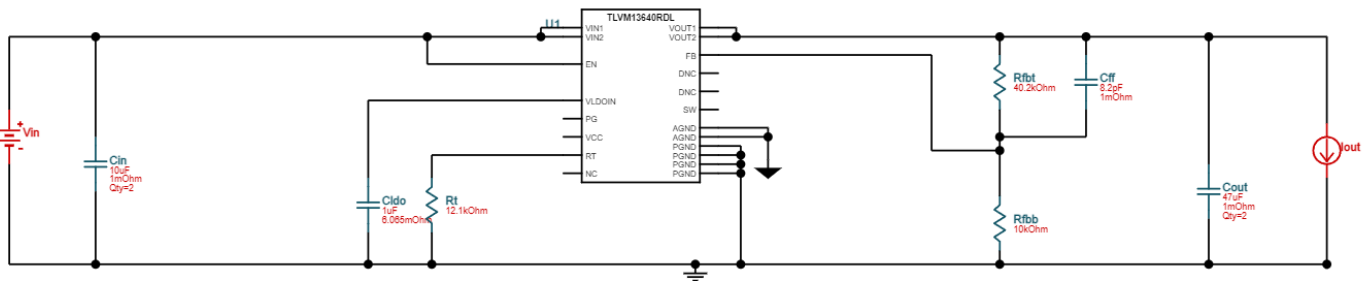 TLVM13640RDL
U1
VIN1
VIN2
EN
VLDOIN
PG
VCC
RT
NC
VOUT1
VOUT2
FB
DNC
DNC
SW
AGND
AGND
PGND
PGND
PGND
PGND
+
Vin
-
Cin
10uF
1mOhm
Qty=2
Cldo
1uF
6.065mOhm
Rt
12.1kOhm
Rfbt
40.2kOhm
Cff
8.2pF
1mOhm
Rfbb
10kOhm
Cout
47uF
1mOhm
Qty=2
Iout